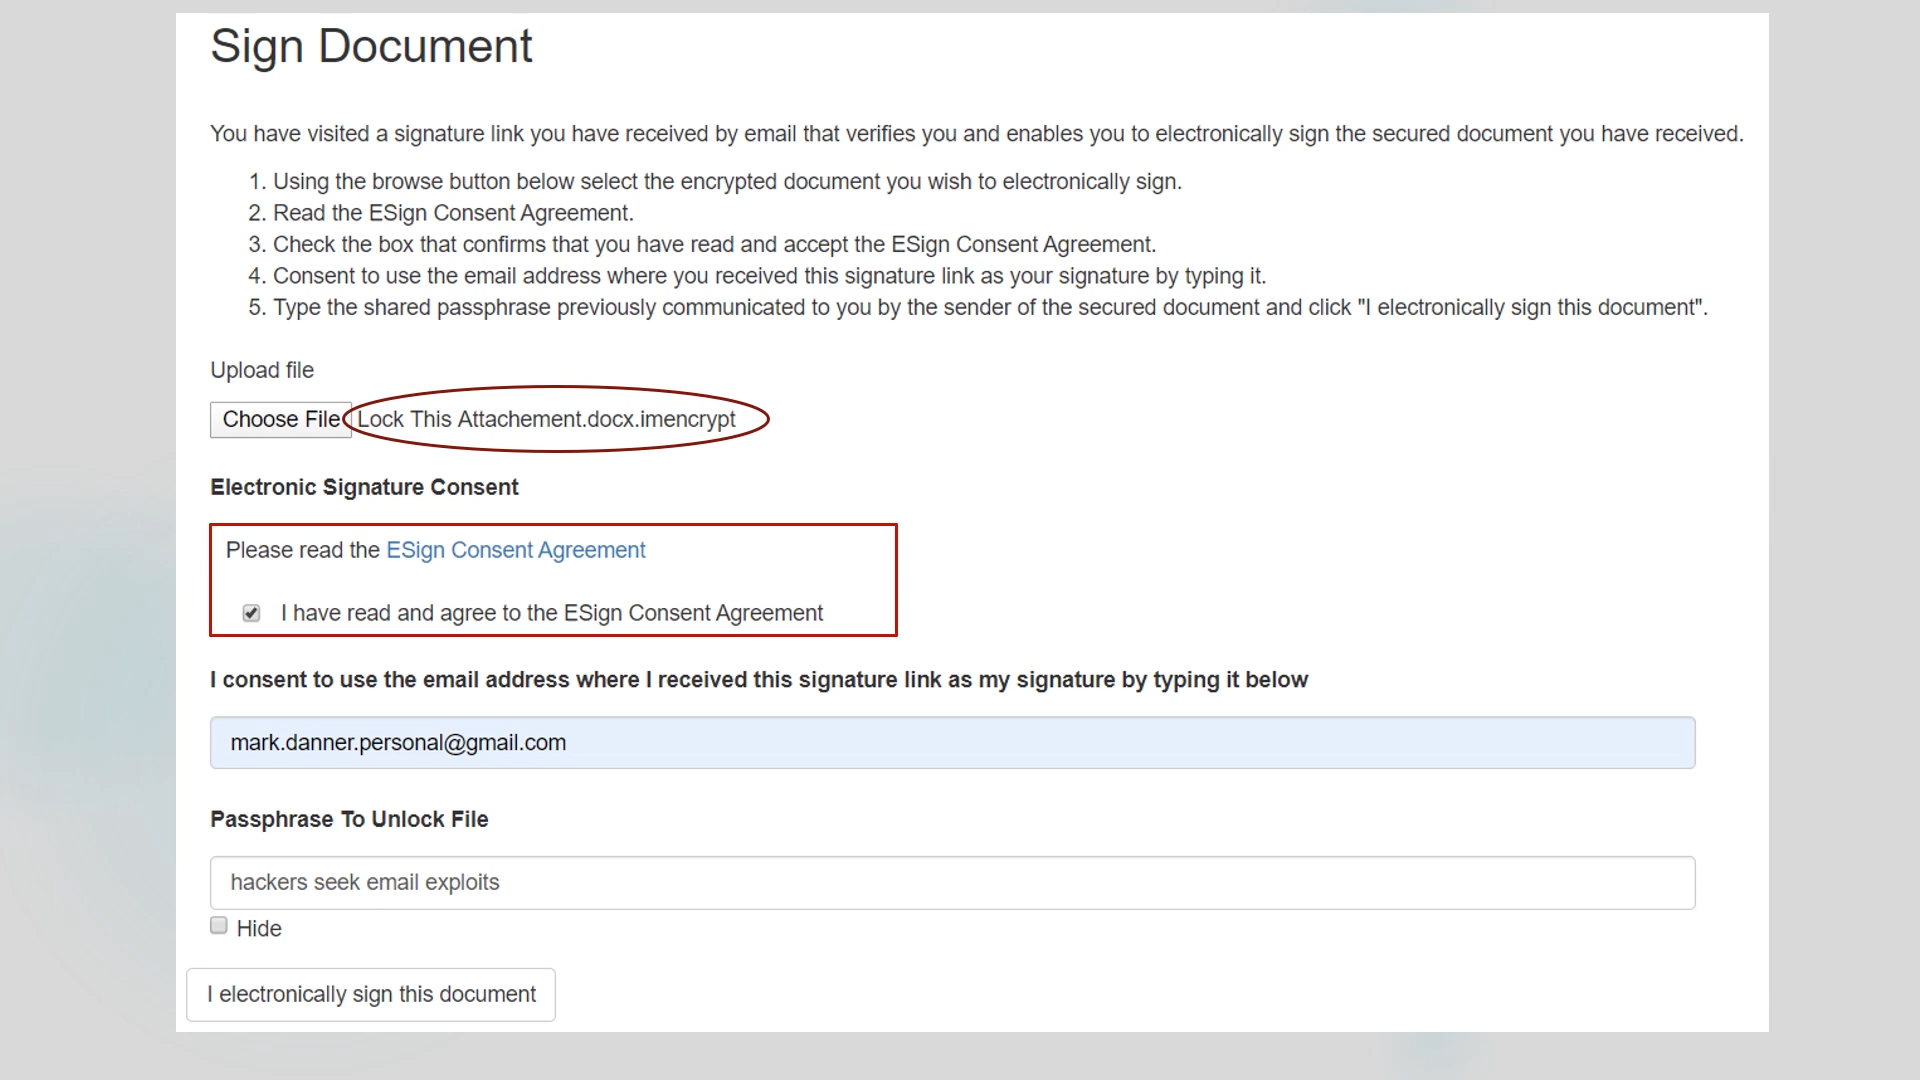 Sign Document
You have visited a signature link you have received by email that verifies you and enables you to electronically sign the secured document you have received.
1. Using the browse button below select the encrypted document you wish to electronically sign.
2. Read the ESign Consent Agreement.
3. Check the box that confirms that you have read and accept the ESign Consent Agreement.
4. Consent to use the email address where you received this signature link as your signature by typing it.
5. Type the shared passphrase previously communicated to you by the sender of the secured document and click "I electronically sign this document".
Upload file
Choose File Lock This Attachement.docx.imencrypt
Electronic Signature Consent
Please read the ESign Consent Agreement
I have read and agree to the ESign Consent Agreement
I consent to use the email address where I received this signature link as my signature by typing it below
mark.danner.personal@gmail.com
Passphrase To Unlock File
hackers seek email exploits
Hide
I electronically sign this document